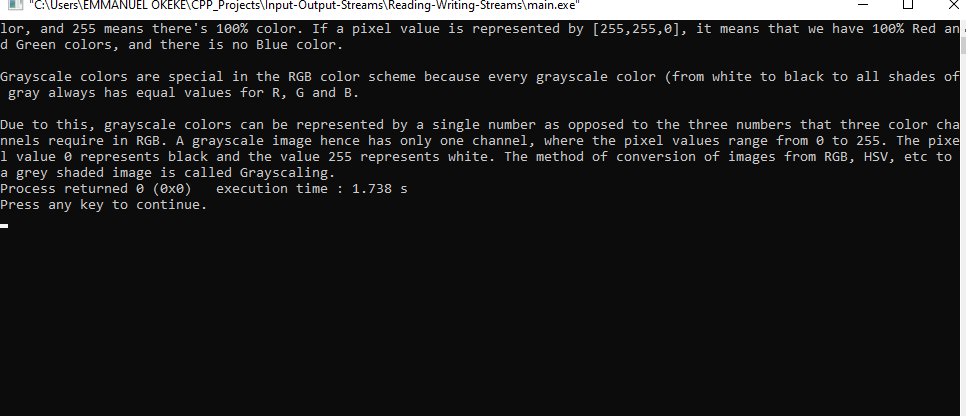 "C:\Users\EMMANUEL OKEKE\CPP_Projects\Input-Output-Streams\Reading-Writing-Streams\main.exe"
lor, and 255 means there's 100% color. If a pixel value is represented by [255,255,0], it means that we have 100% Red an
d Green colors, and there is no Blue color.

Grayscale colors are special in the RGB color scheme because every grayscale color (from white to black to all shades of
 gray always has equal values for R, G and B.

Due to this, grayscale colors can be represented by a single number as opposed to the three numbers that three color cha
nnels require in RGB. A grayscale image hence has only one channel, where the pixel values range from 0 to 255. The pixe
l value 0 represents black and the value 255 represents white. The method of conversion of images from RGB, HSV, etc to
a grey shaded image is called Grayscaling.
Process returned 0 (0x0)   execution time : 1.738 s
Press any key to continue.